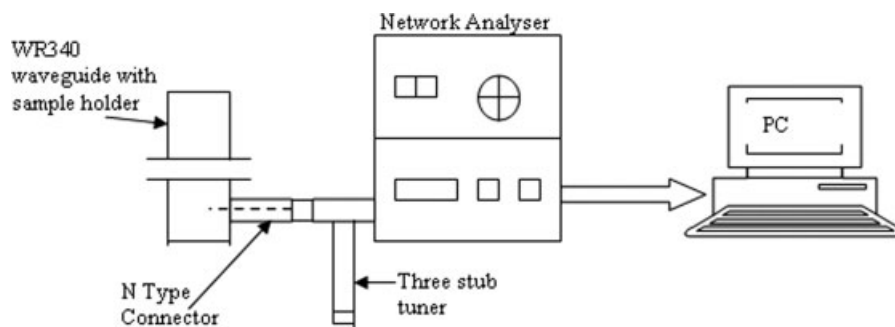 Network Analyser
WR340
waveguide with
sample holder
PC
N Type
Connector
Three stub
tuner